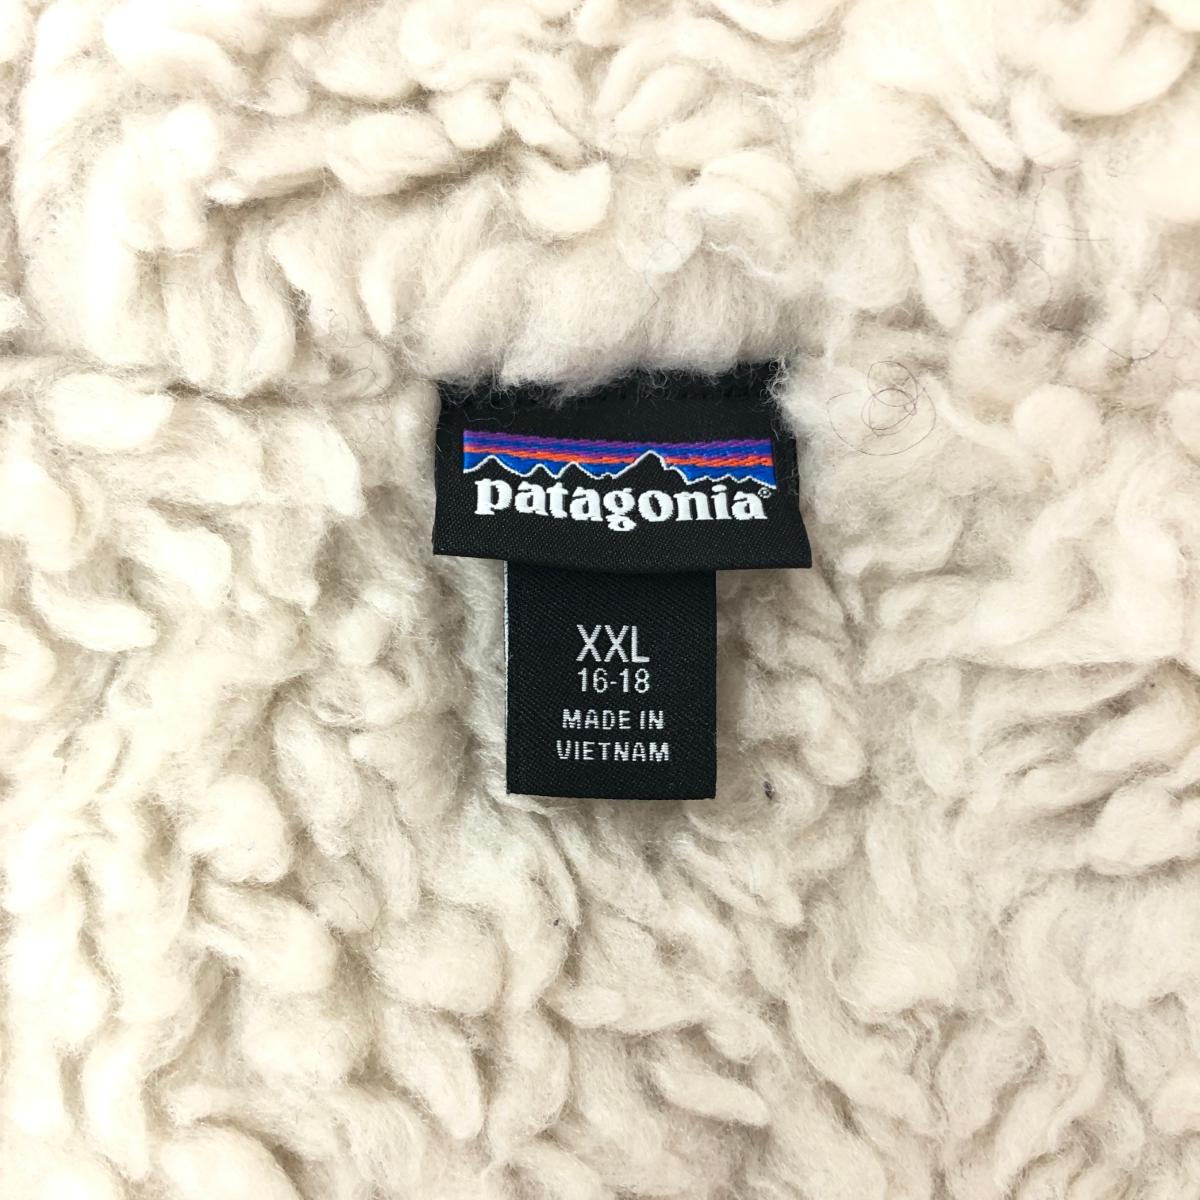 patagonia®
XXL
16-18
MADE IN
VIETNAM